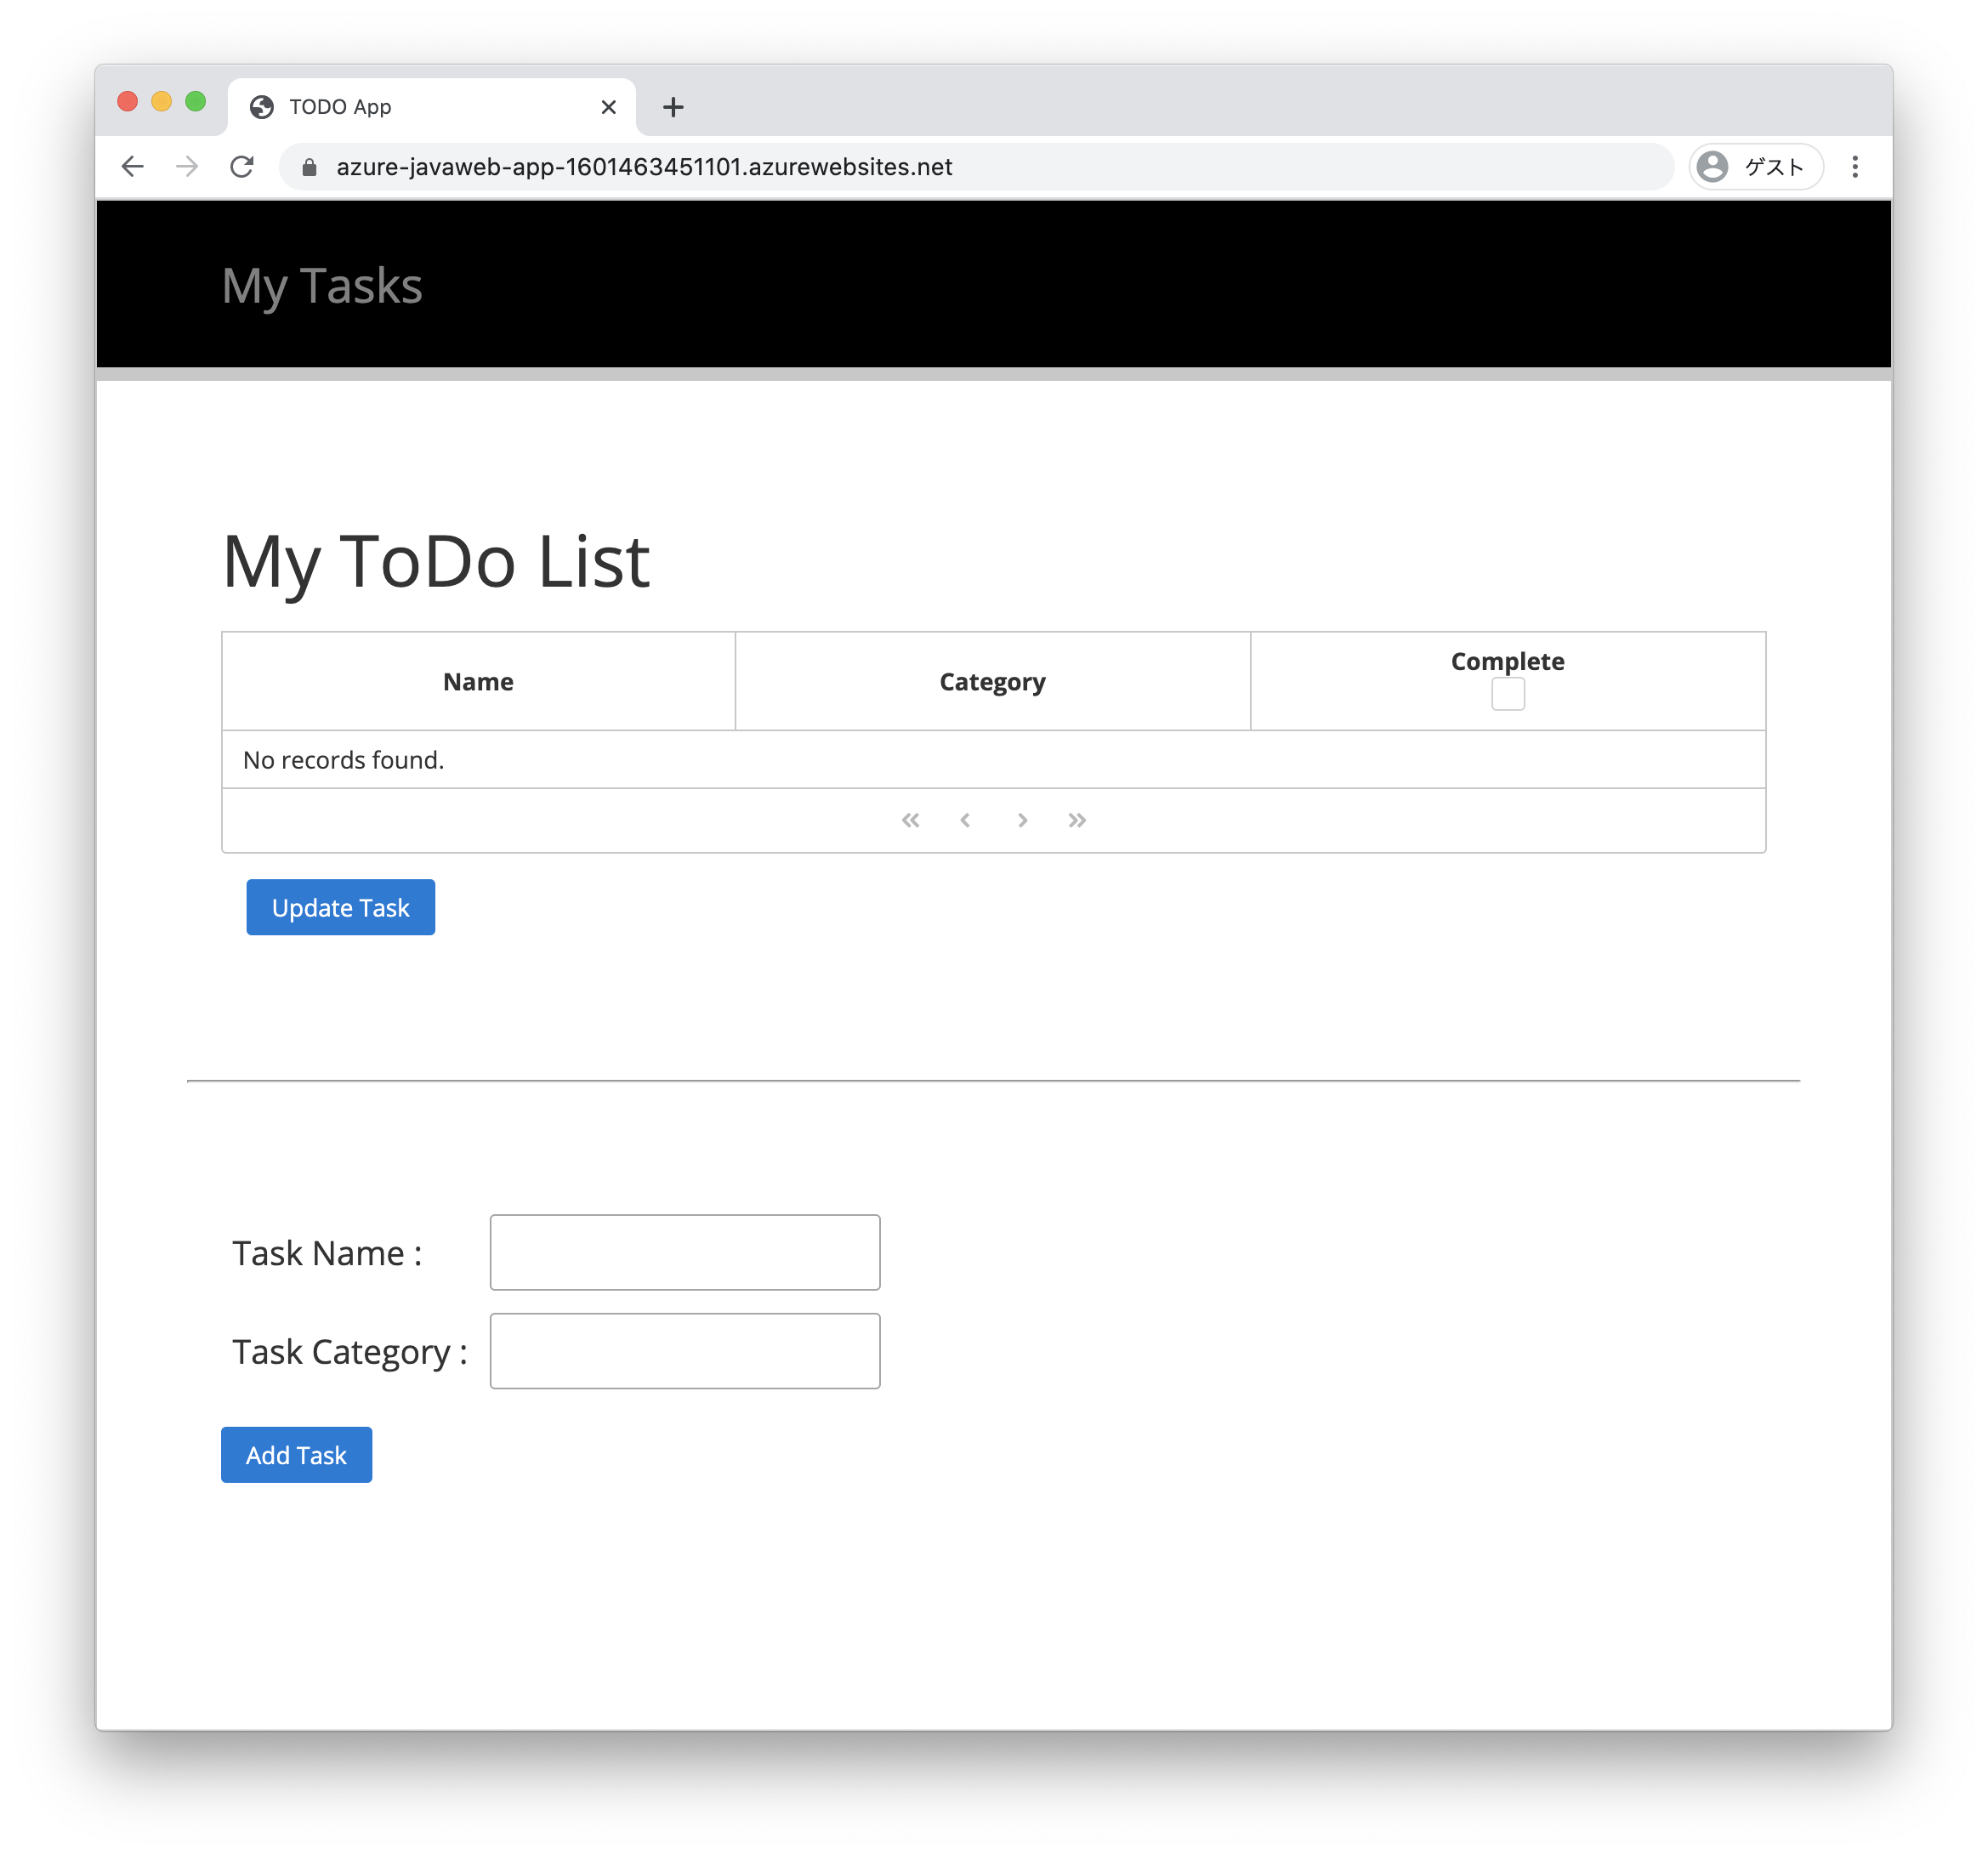 TODO App
azure-javaweb-app-1601463451101.azurewebsites.net
ゲスト
My Tasks
My ToDo List
Name Category Complete
No records found.
Update Task
Task Name :
Task Category :
Add Task